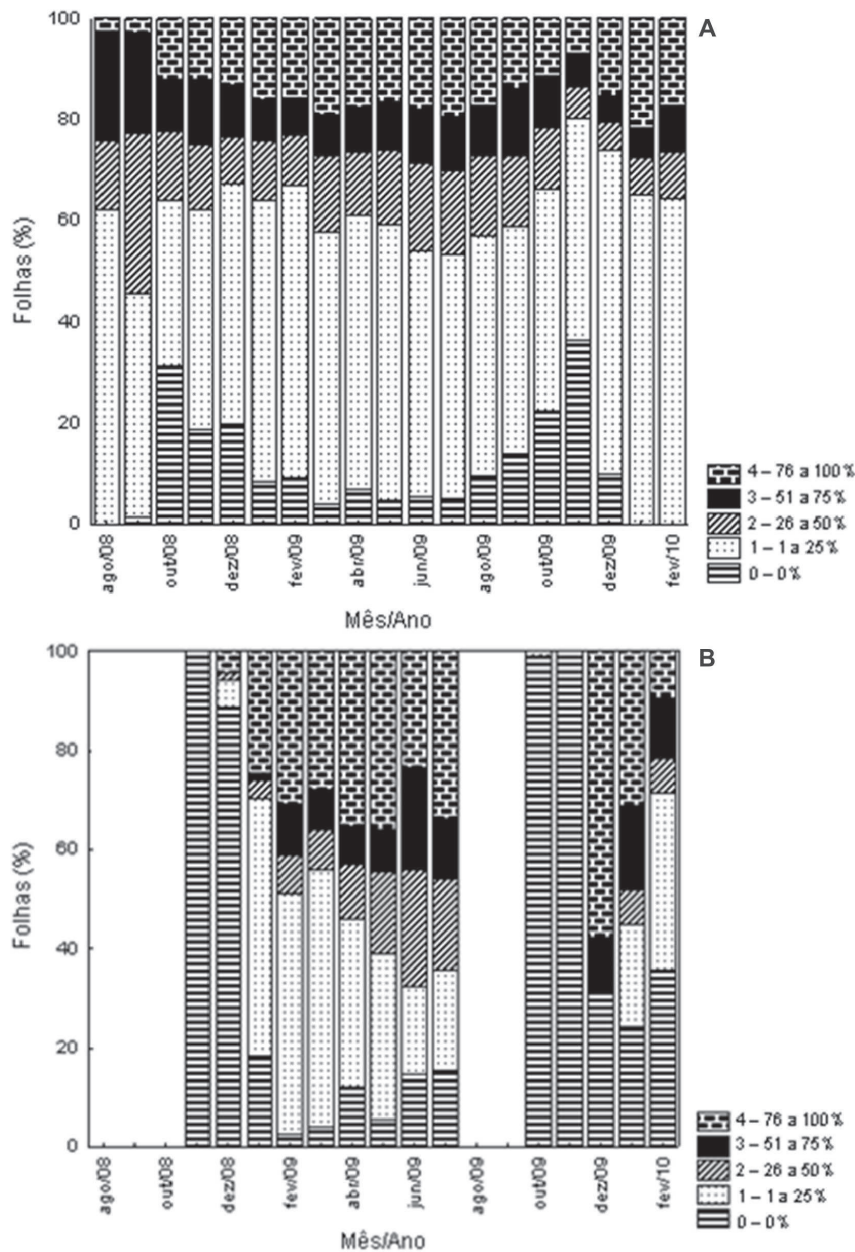 A
100
80
60
40
20
0
Folhas (%)
ago/08
out/08
dez/08
fev/09
abr/09
jun/09
ago/09
out/09
dez/09
fev/10
Mês/Ano
4 – 76 a 100%
3 – 51 a 75%
2 – 26 a 50%
1 – 1 a 25%
0 – 0%
B
100
80
60
40
20
0
Folhas (%)
ago/08
out/08
dez/08
fev/09
abr/09
jun/09
ago/09
out/09
dez/09
fev/10
Mês/Ano
4 – 76 a 100%
3 – 51 a 75%
2 – 26 a 50%
1 – 1 a 25%
0 – 0%